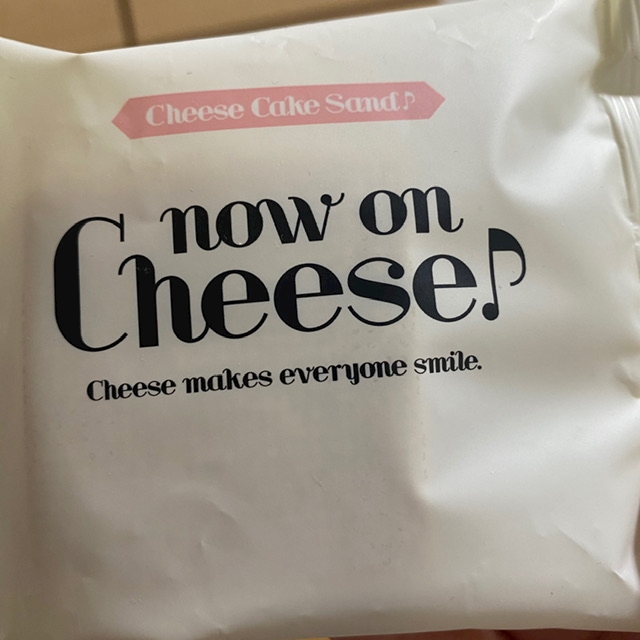 Cheese Cake Sand♪
now on
Cheese♪
Cheese makes everyone smile.